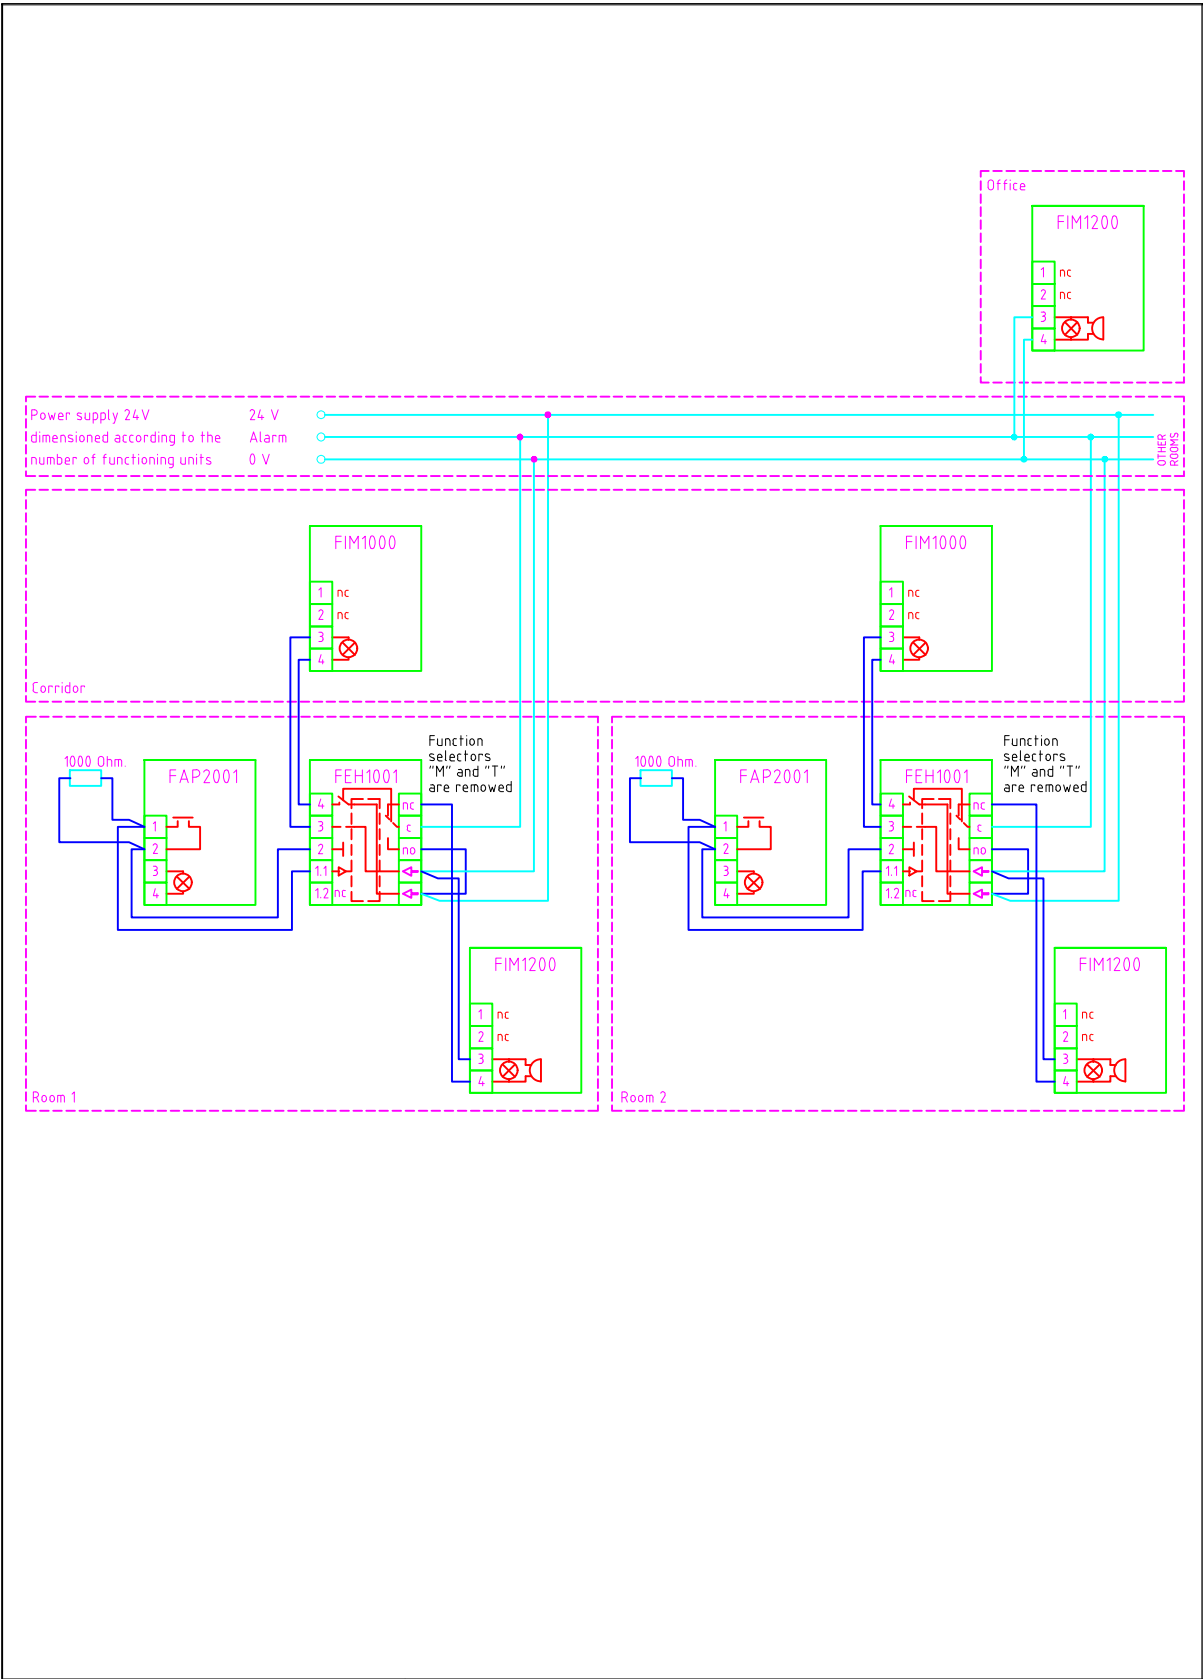 Office
FIM1200
1 nc
2 nc
3
4
Power supply 24V 24 V
dimensioned according to the Alarm
number of functioning units 0 V
OTHER
ROOMS
FIM1000
1 nc
2 nc
3
4
FIM1000
1 nc
2 nc
3
4
Corridor
Function
selectors
"M" and "T"
are remowed
1000 Ohm.
FAP2001
1
2
3
4
FEH1001
4 nc
3 c
2 no
1.1
1.2 nc
FIM1200
1 nc
2 nc
3
4
Room 1
Function
selectors
"M" and "T"
are remowed
1000 Ohm.
FAP2001
1
2
3
4
FEH1001
4 nc
3 c
2 no
1.1
1.2 nc
FIM1200
1 nc
2 nc
3
4
Room 2